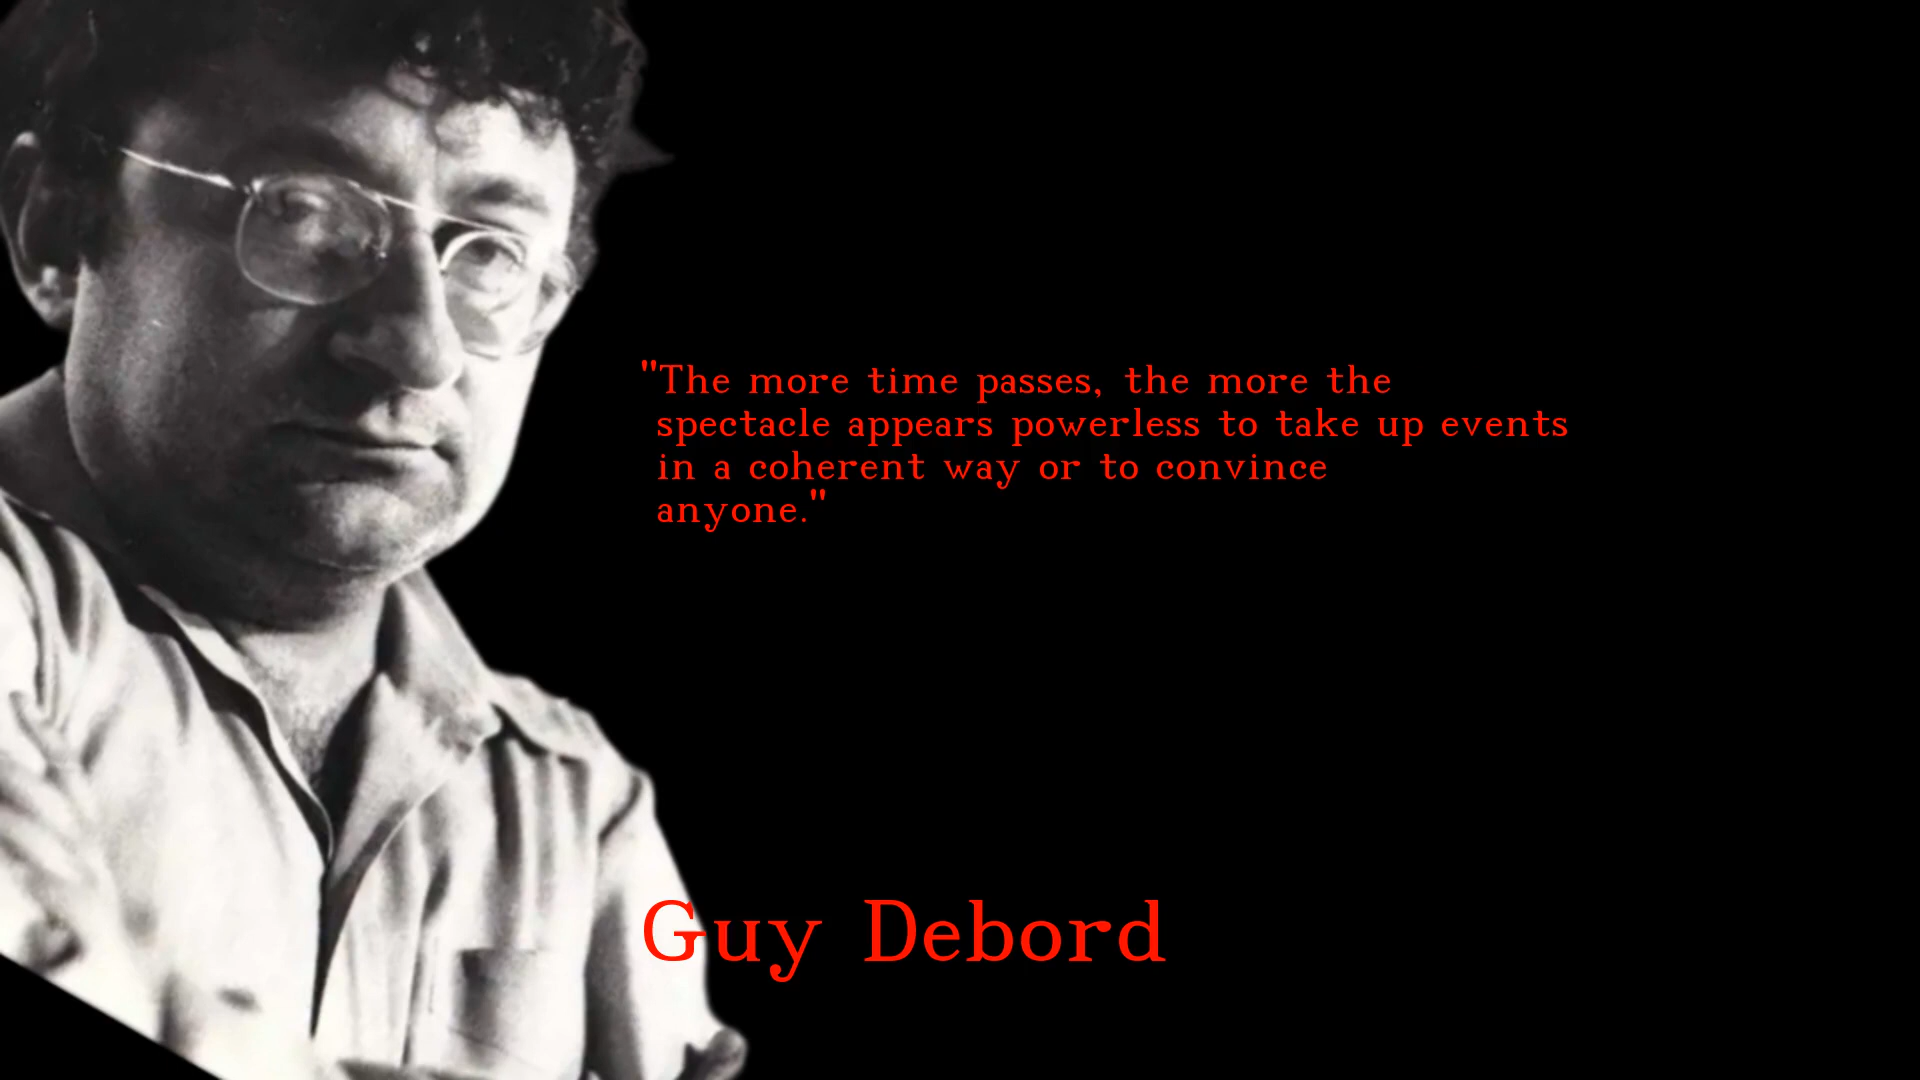 "The more time passes, the more the
spectacle appears powerless to take up events
in a coherent way or to convince
anyone."
Guy Debord